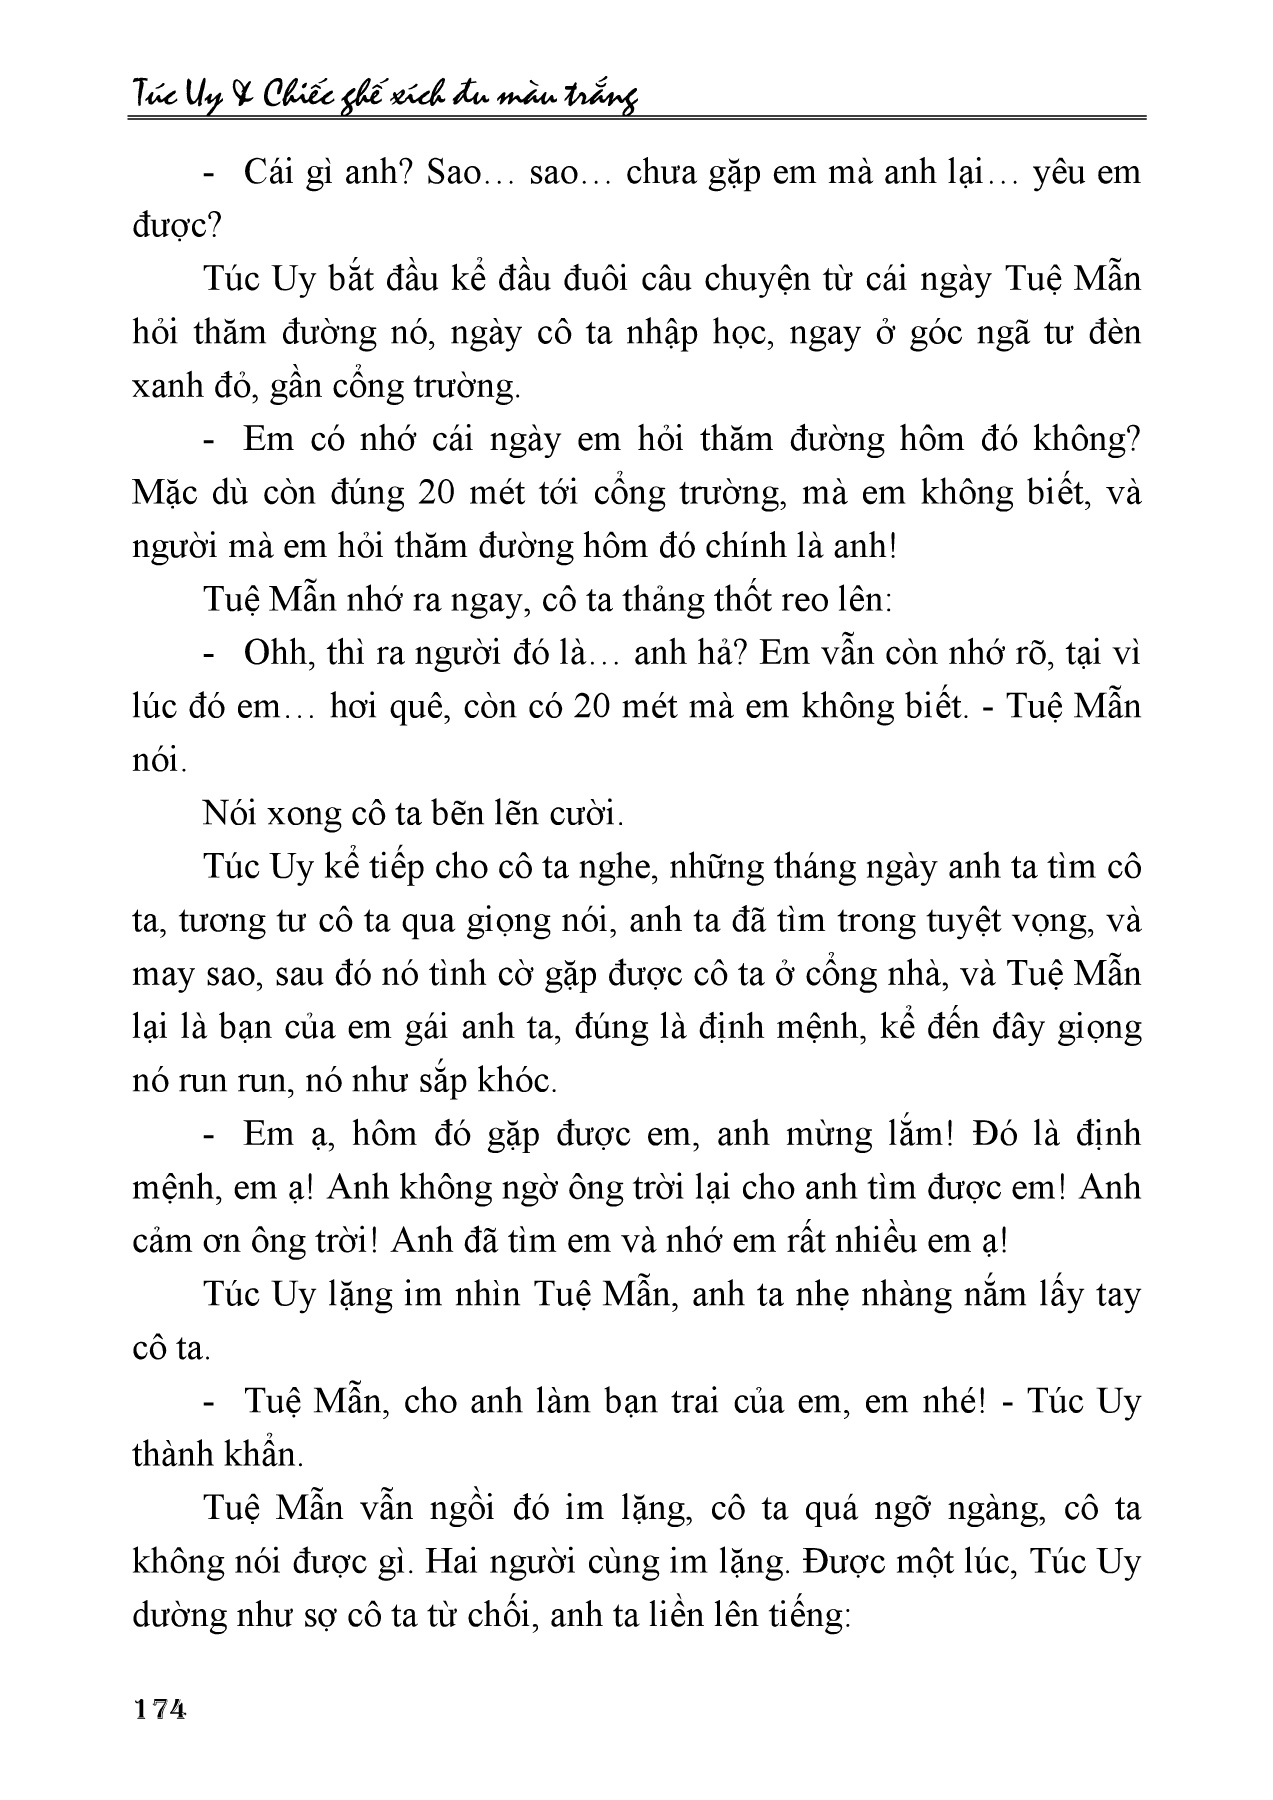 Túc Uy & Chiếc ghế xích đu màu trắng
- Cái gì anh? Sao… sao… chưa gặp em mà anh lại… yêu em
được?
Túc Uy bắt đầu kể đầu đuôi câu chuyện từ cái ngày Tuệ Mẫn
hỏi thăm đường nó, ngày cô ta nhập học, ngay ở góc ngã tư đèn
xanh đỏ, gần cổng trường.
- Em có nhớ cái ngày em hỏi thăm đường hôm đó không?
Mặc dù còn đúng 20 mét tới cổng trường, mà em không biết, và
người mà em hỏi thăm đường hôm đó chính là anh!
Tuệ Mẫn nhớ ra ngay, cô ta thảng thốt reo lên:
- Ohh, thì ra người đó là… anh hả? Em vẫn còn nhớ rõ, tại vì
lúc đó em… hơi quê, còn có 20 mét mà em không biết. - Tuệ Mẫn
nói.
Nói xong cô ta bẽn lẽn cười.
Túc Uy kể tiếp cho cô ta nghe, những tháng ngày anh ta tìm cô
ta, tương tư cô ta qua giọng nói, anh ta đã tìm trong tuyệt vọng, và
may sao, sau đó nó tình cờ gặp được cô ta ở cổng nhà, và Tuệ Mẫn
lại là bạn của em gái anh ta, đúng là định mệnh, kể đến đây giọng
nó run run, nó như sắp khóc.
- Em ạ, hôm đó gặp được em, anh mừng lắm! Đó là định
mệnh, em ạ! Anh không ngờ ông trời lại cho anh tìm được em! Anh
cảm ơn ông trời! Anh đã tìm em và nhớ em rất nhiều em ạ!
Túc Uy lặng im nhìn Tuệ Mẫn, anh ta nhẹ nhàng nắm lấy tay
cô ta.
- Tuệ Mẫn, cho anh làm bạn trai của em, em nhé! - Túc Uy
thành khẩn.
Tuệ Mẫn vẫn ngồi đó im lặng, cô ta quá ngỡ ngàng, cô ta
không nói được gì. Hai người cùng im lặng. Được một lúc, Túc Uy
dường như sợ cô ta từ chối, anh ta liền lên tiếng:
174